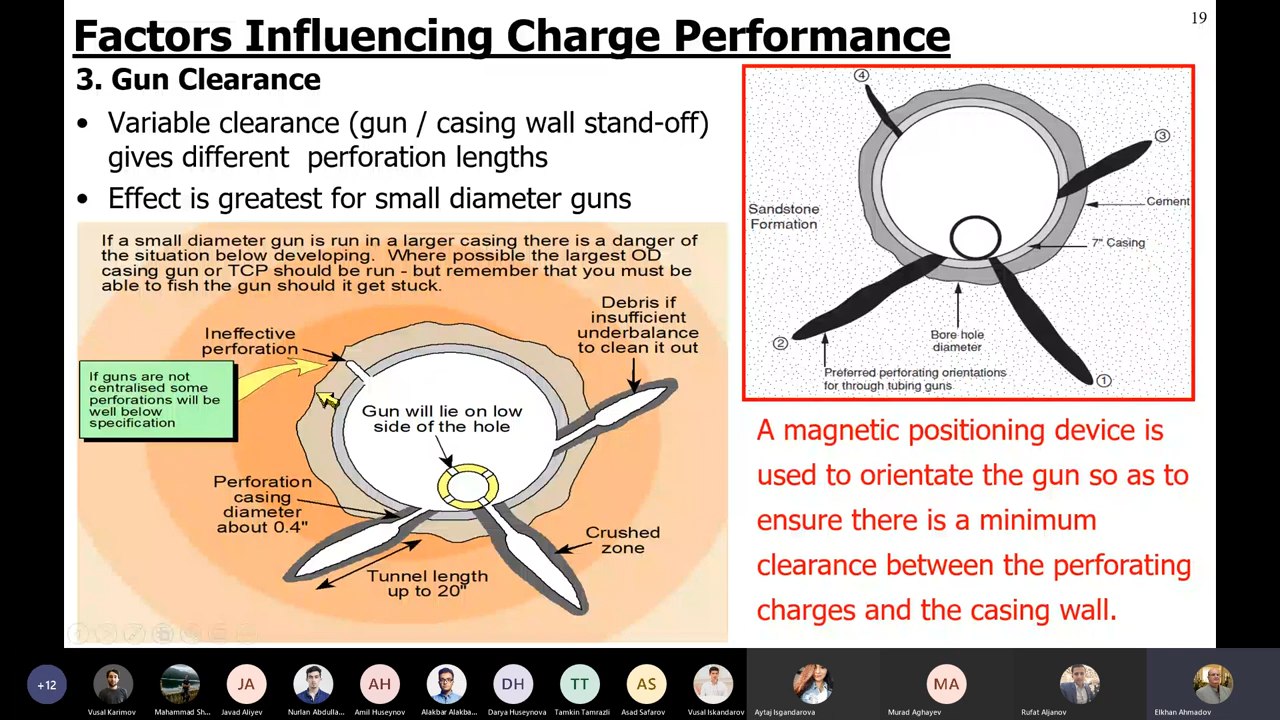 19
Factors Influencing Charge Performance
3. Gun Clearance
• Variable clearance (gun / casing wall stand-off)
gives different perforation lengths
• Effect is greatest for small diameter guns
If a small diameter gun is run in a larger casing there is a danger of
the situation below developing. Where possible the largest OD
casing gun or TCP should be run - but remember that you must be
able to fish the gun should it get stuck.
Debris if
insufficient
underbalance
to clean it out
Ineffective
perforation
If guns are not
centralised some
perforations will be
well below
specification
Gun will lie on low
side of the hole
Perforation
casing
diameter
about 0.4"
Crushed
zone
Tunnel length
up to 20"
④
③
Sandstone
Formation
Cement
7" Casing
②
Bore hole
diameter
Preferred perforating orientations
for through tubing guns
①
A magnetic positioning device is
used to orientate the gun so as to
ensure there is a minimum
clearance between the perforating
charges and the casing wall.
+12
JA
AH
DH
TT
AS
MA
Vusal Karimov
Mahammad Sh...
Javad Aliyev
Nurlan Abdulla...
Amil Huseynov
Alakbar Alakba...
Darya Huseynova
Tamkin Tamrazli
Asad Safarov
Vusal Iskandarov
Aytaj Isgandarova
Murad Aghayev
Rufat Aljanov
Elkhan Ahmadov